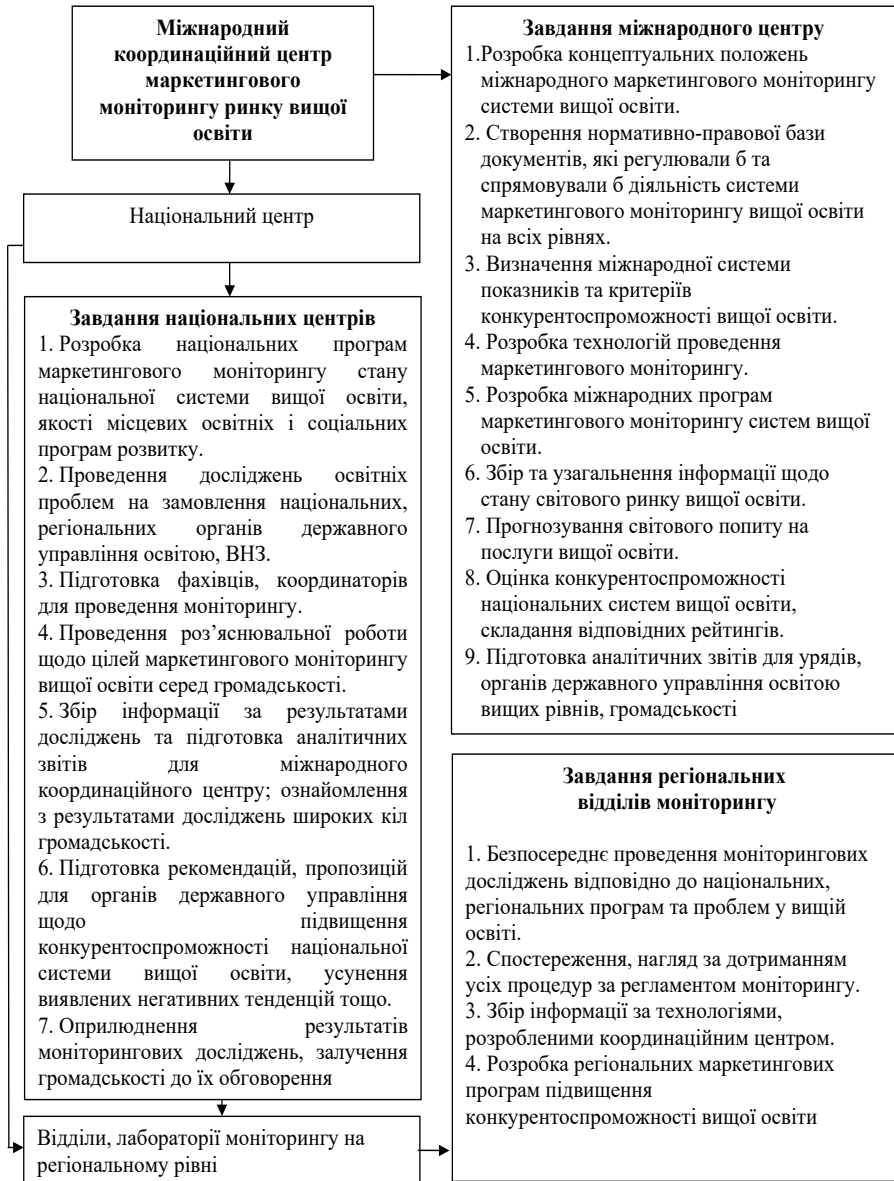 Міжнародний
координаційний центр
маркетингового
моніторингу ринку вищої
освіти
Національний центр
Завдання національних центрів
1. Розробка національних програм
маркетингового моніторингу стану
національної системи вищої освіти,
якості місцевих освітніх і соціальних
програм розвитку.
2. Проведення досліджень освітніх
проблем на замовлення національних,
регіональних органів державного
управління освітою, ВНЗ.
3. Підготовка фахівців, координаторів
для проведення моніторингу.
4. Проведення роз’яснювальної роботи
щодо цілей маркетингового моніторингу
вищої освіти серед громадськості.
5. Збір інформації за результатами
досліджень та підготовка аналітичних
звітів для міжнародного
координаційного центру; ознайомлення
з результатами досліджень широких кіл
громадськості.
6. Підготовка рекомендацій, пропозицій
для органів державного управління
щодо підвищення
конкурентоспроможності національної
системи вищої освіти, усунення
виявлених негативних тенденцій тощо.
7. Оприлюднення результатів
моніторингових досліджень, залучення
громадськості до їх обговорення
Відділи, лабораторії моніторингу на
регіональному рівні
Завдання міжнародного центру
1.Розробка концептуальних положень
міжнародного маркетингового моніторингу
системи вищої освіти.
2. Створення нормативно-правової бази
документів, які регулювали б та
спрямовували б діяльність системи
маркетингового моніторингу вищої освіти
на всіх рівнях.
3. Визначення міжнародної системи
показників та критеріїв
конкурентоспроможності вищої освіти.
4. Розробка технологій проведення
маркетингового моніторингу.
5. Розробка міжнародних програм
маркетингового моніторингу систем вищої
освіти.
6. Збір та узагальнення інформації щодо
стану світового ринку вищої освіти.
7. Прогнозування світового попиту на
послуги вищої освіти.
8. Оцінка конкурентоспроможності
національних систем вищої освіти,
складання відповідних рейтингів.
9. Підготовка аналітичних звітів для урядів,
органів державного управління освітою
вищих рівнів, громадськості
Завдання регіональних
відділів моніторингу
1. Безпосереднє проведення моніторингових
досліджень відповідно до національних,
регіональних програм та проблем у вищій
освіті.
2. Спостереження, нагляд за дотриманням
усіх процедур за регламентом моніторингу.
3. Збір інформації за технологіями,
розробленими координаційним центром.
4. Розробка регіональних маркетингових
програм підвищення
конкурентоспроможності вищої освіти